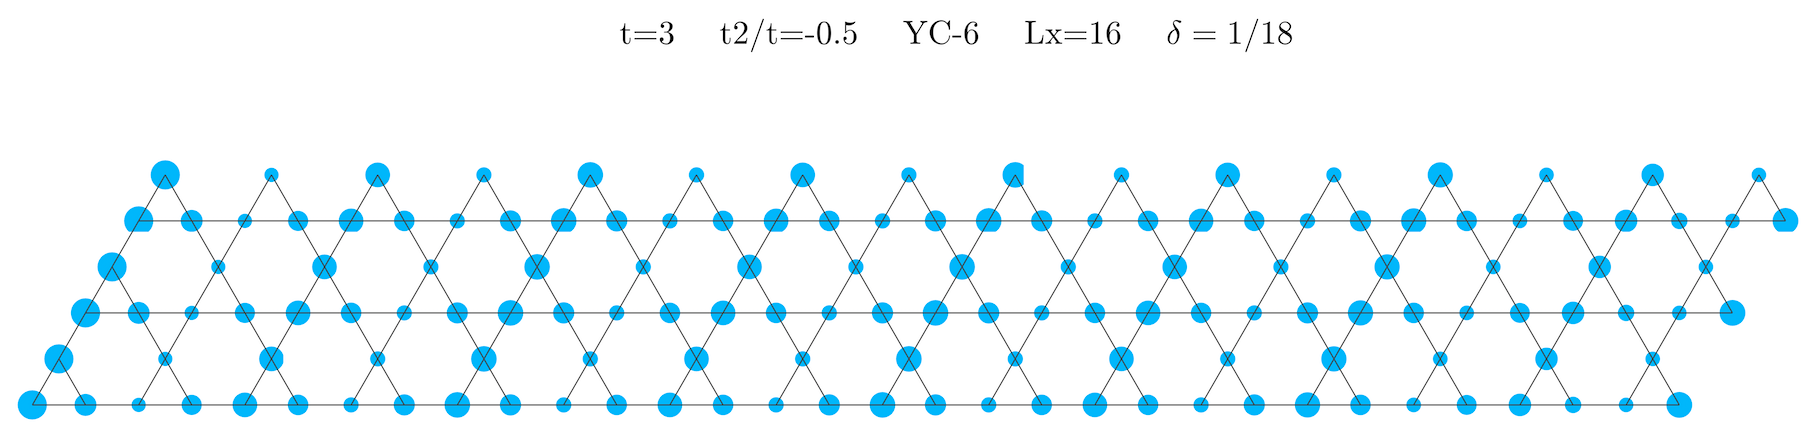 t=3 t2/t=-0.5 YC-6 Lx=16 δ = 1/18